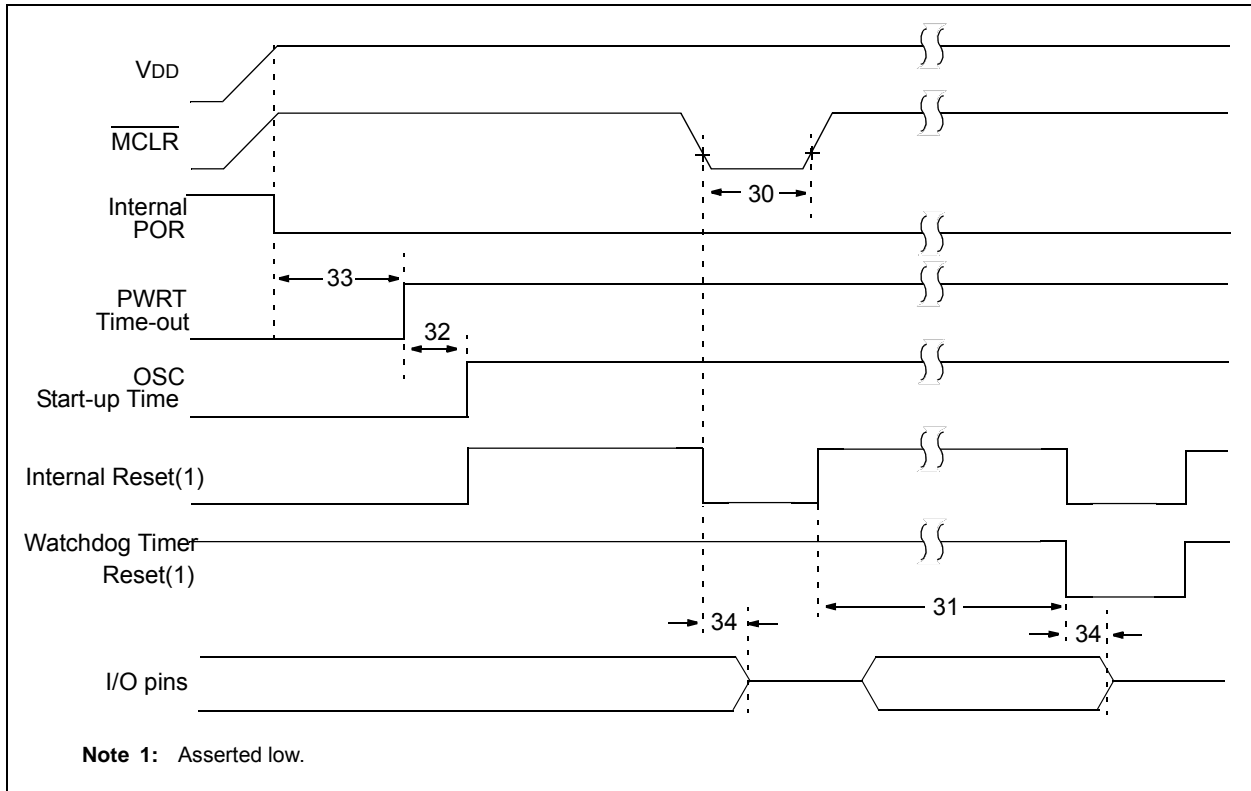 VDD
MCLR
Internal
POR
PWRT
Time-out
OSC
Start-up Time
Internal Reset(1)
Watchdog Timer
Reset(1)
I/O pins
30
33
32
31
34
34
Note 1: Asserted low.